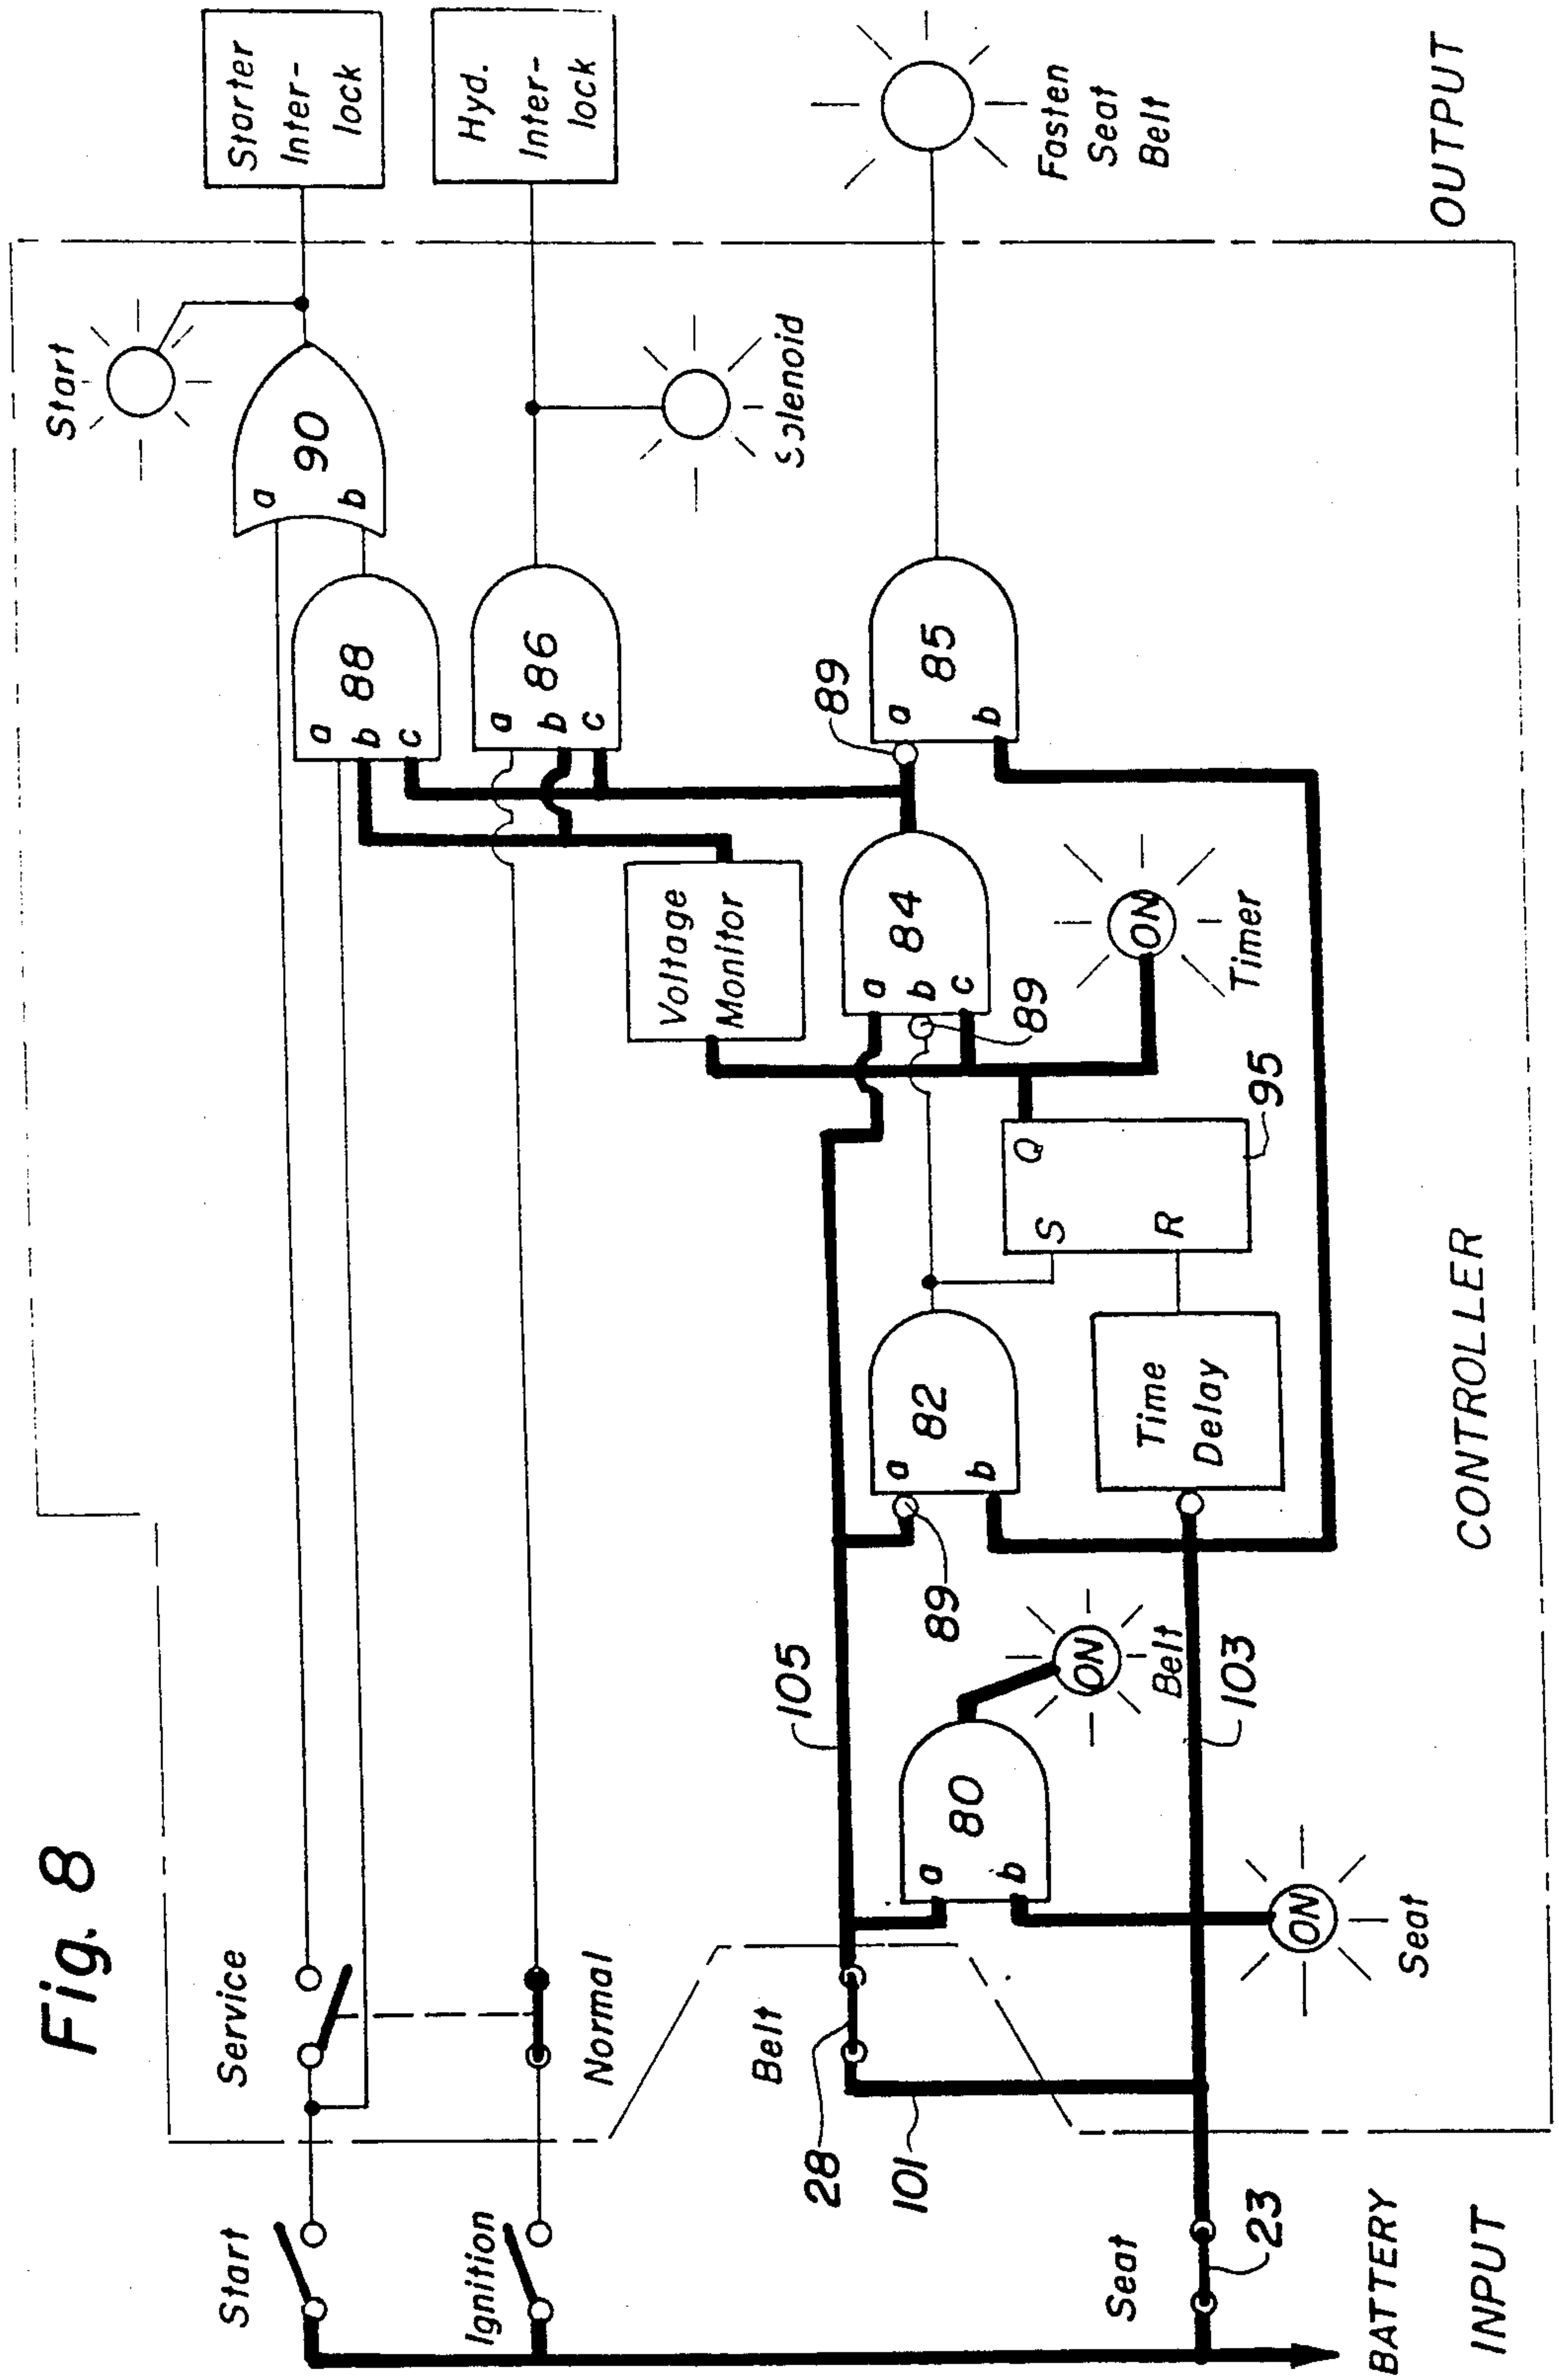 Fig. 8
Start
Service
Start
a
90
b
Starter
Inter-
lock
a
b
c
88
Ignition
Normal
a
b
c
86
Hyd.
Inter-
lock
Solenoid
Voltage
Monitor
Belt
28
101
105
a
b
80
ON
Belt
89
a
b
82
a
b
c
84
89
89
a
b
85
Fasten
Seat
Belt
Seat
23
103
ON
Seat
Time
Delay
S
R
Q
95
ON
Timer
BATTERY
INPUT
CONTROLLER
OUTPUT